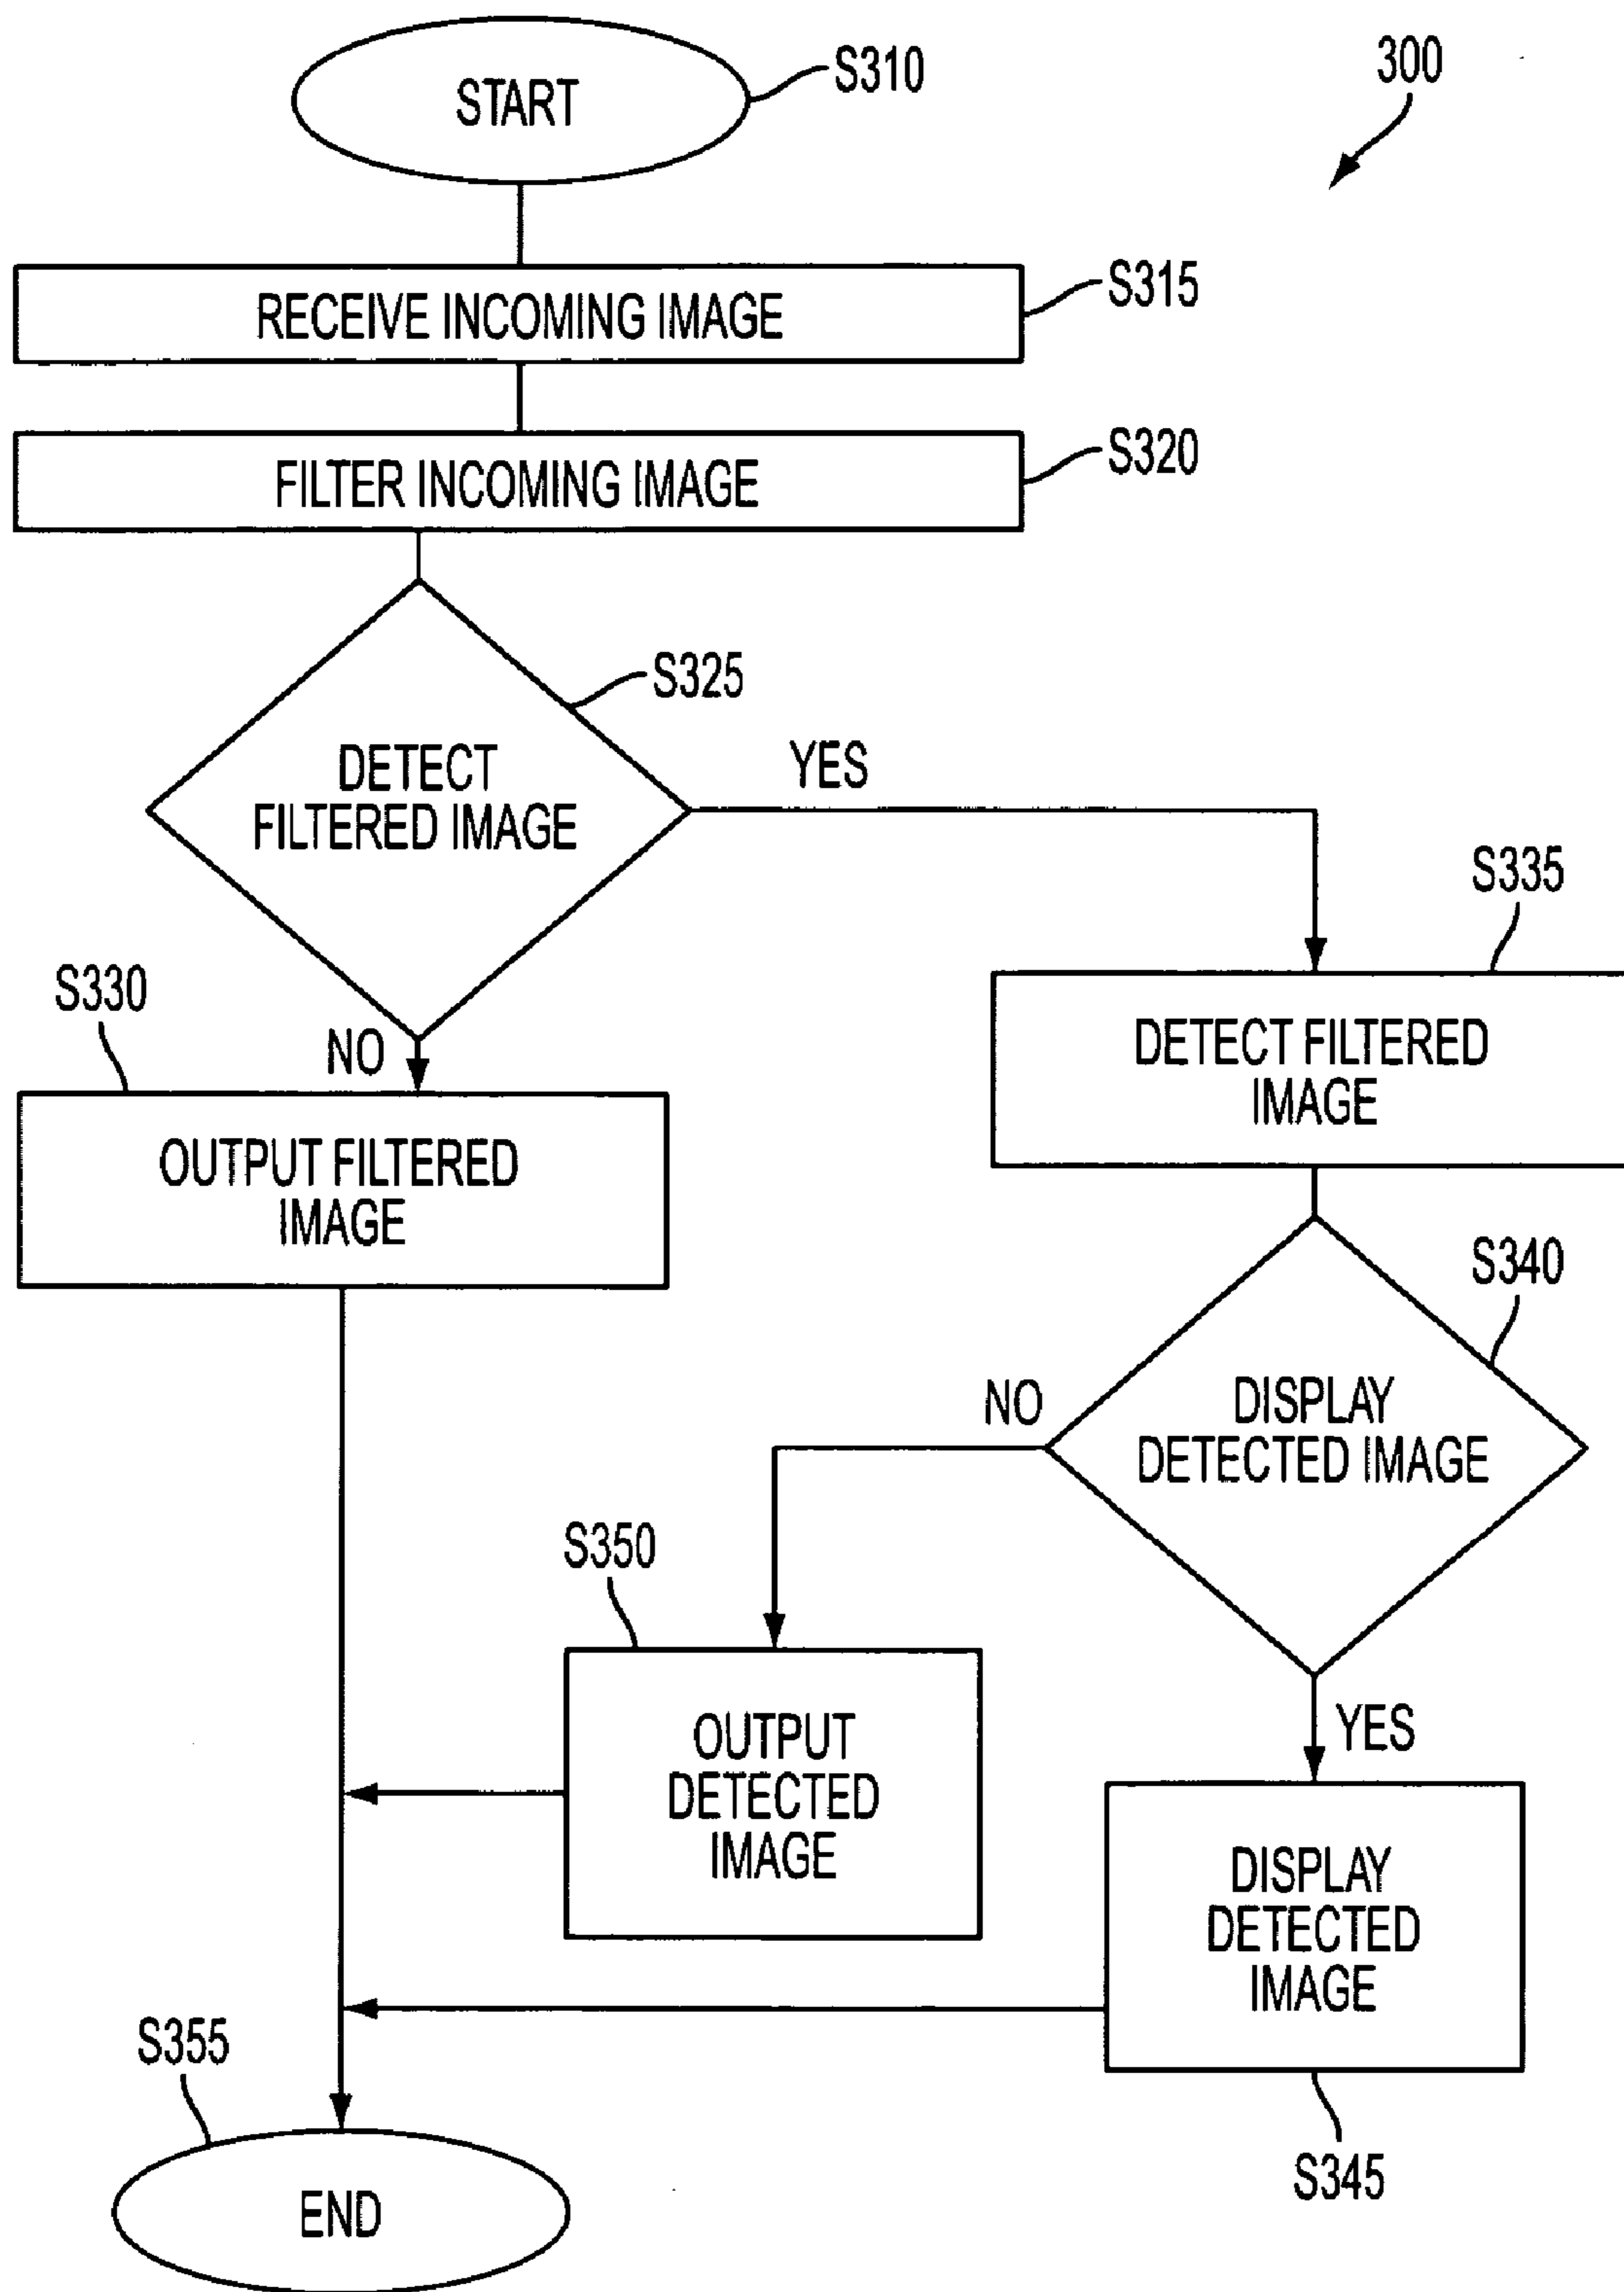 START
S310
300
RECEIVE INCOMING IMAGE
S315
FILTER INCOMING IMAGE
S320
S325
DETECT
FILTERED IMAGE
YES
S335
S330
NO
DETECT FILTERED
IMAGE
OUTPUT FILTERED
IMAGE
S340
NO
DISPLAY
DETECTED IMAGE
S350
YES
OUTPUT
DETECTED
IMAGE
DISPLAY
DETECTED
IMAGE
S355
S345
END